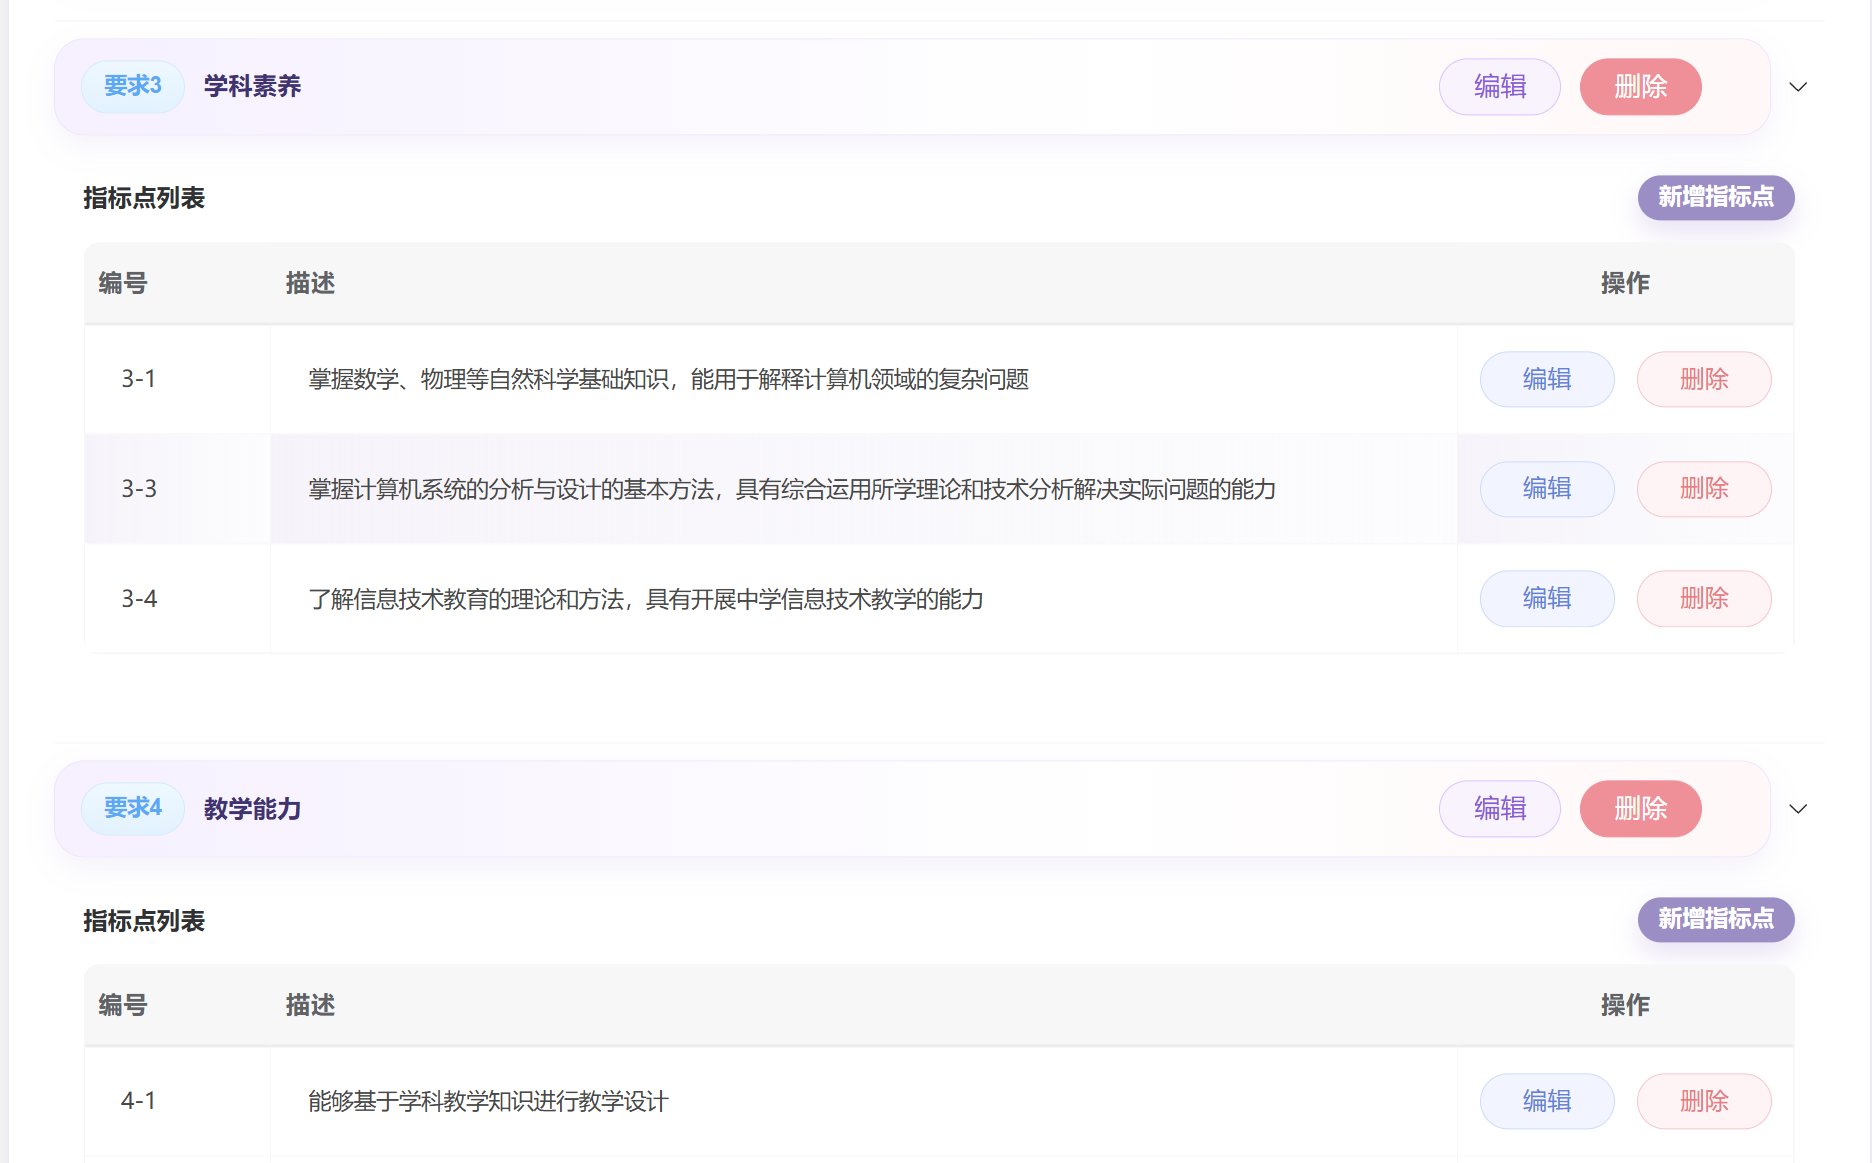 要求3 学科素养 编辑 删除
指标点列表 新增指标点
编号 描述 操作
3-1 掌握数学、物理等自然科学基础知识，能用于解释计算机领域的复杂问题 编辑 删除
3-3 掌握计算机系统的分析与设计的基本方法，具有综合运用所学理论和技术分析解决实际问题的能力 编辑 删除
3-4 了解信息技术教育的理论和方法，具有开展中学信息技术教学的能力 编辑 删除
要求4 教学能力 编辑 删除
指标点列表 新增指标点
编号 描述 操作
4-1 能够基于学科教学知识进行教学设计 编辑 删除